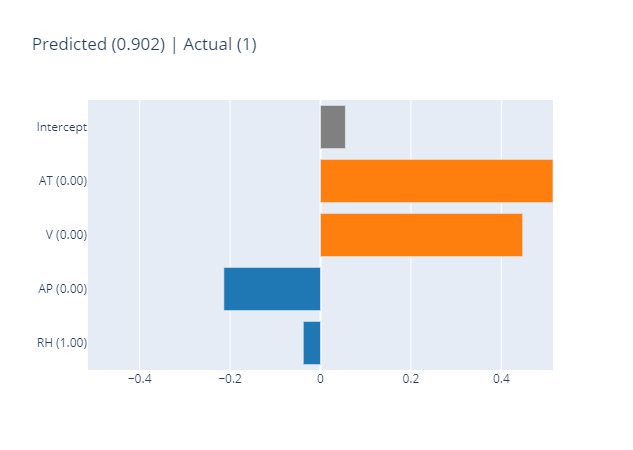 Predicted (0.902) | Actual (1)
Intercept
AT (0.00)
V (0.00)
AP (0.00)
RH (1.00)
−0.4 −0.2 0 0.2 0.4